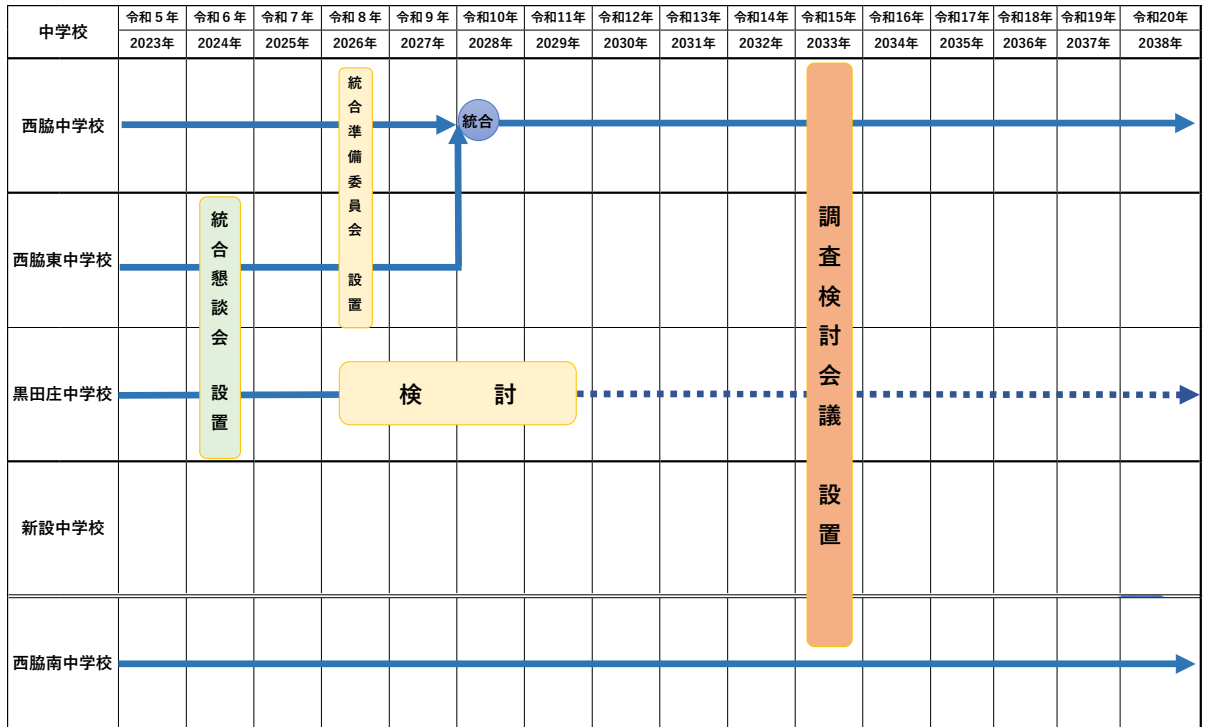 中学校
令和５年 令和６年 令和７年 令和８年 令和９年 令和10年 令和11年 令和12年 令和13年 令和14年 令和15年 令和16年 令和17年 令和18年 令和19年 令和20年
2023年 2024年 2025年 2026年 2027年 2028年 2029年 2030年 2031年 2032年 2033年 2034年 2035年 2036年 2037年 2038年
西脇中学校
統合準備委員会 設置
統合
西脇東中学校
統合懇談会 設置
調査検討会議 設置
黒田庄中学校
検 討
新設中学校
西脇南中学校